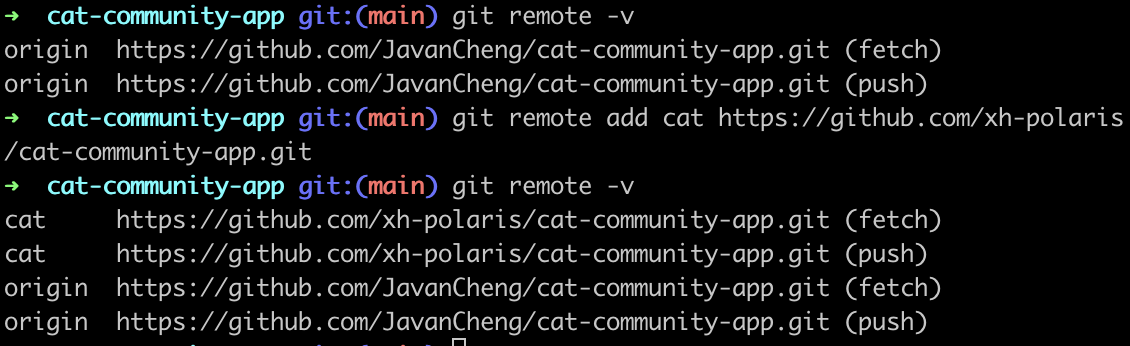 ➜  cat-community-app git:(main) git remote -v
origin  https://github.com/JavanCheng/cat-community-app.git (fetch)
origin  https://github.com/JavanCheng/cat-community-app.git (push)
➜  cat-community-app git:(main) git remote add cat https://github.com/xh-polaris
/cat-community-app.git
➜  cat-community-app git:(main) git remote -v
cat     https://github.com/xh-polaris/cat-community-app.git (fetch)
cat     https://github.com/xh-polaris/cat-community-app.git (push)
origin  https://github.com/JavanCheng/cat-community-app.git (fetch)
origin  https://github.com/JavanCheng/cat-community-app.git (push)